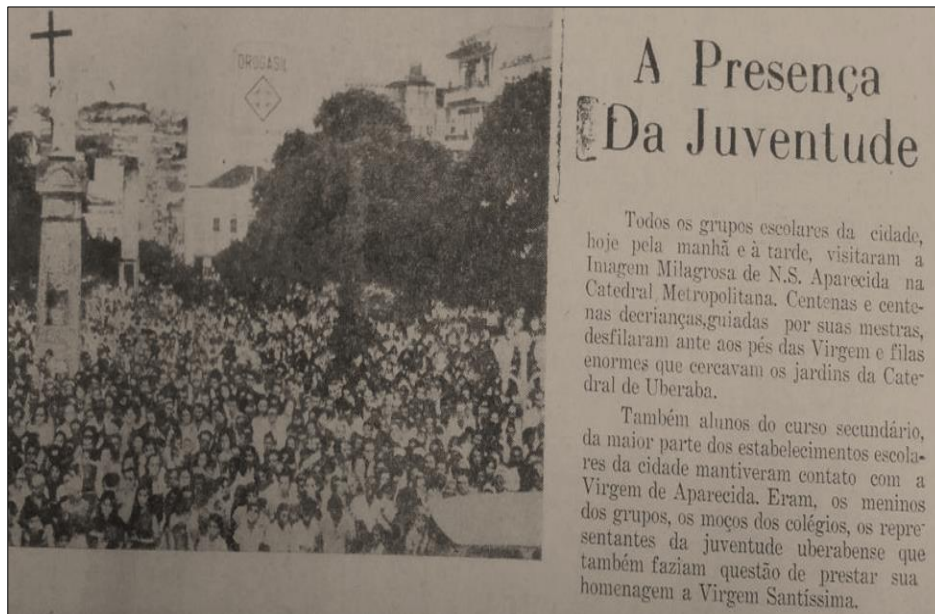 DROGASIL
A Presença
Da Juventude
Todos os grupos escolares da cidade,
hoje pela manhã e à tarde, visitaram a
Imagem Milagrosa de N.S. Aparecida na
Catedral Metropolitana. Centenas e cente-
nas decrianças,guiadas por suas mestras,
desfilaram ante aos pés das Virgem e filas
enormes que cercavam os jardins da Cate-
dral de Uberaba.
Também alunos do curso secundário,
da maior parte dos estabelecimentos escola-
res da cidade mantiveram contato com a
Virgem de Aparecida. Eram, os meninos
dos grupos, os moços dos colégios, os repre-
sentantes da juventude uberabense que
também faziam questão de prestar sua
homenagem a Virgem Santíssima.